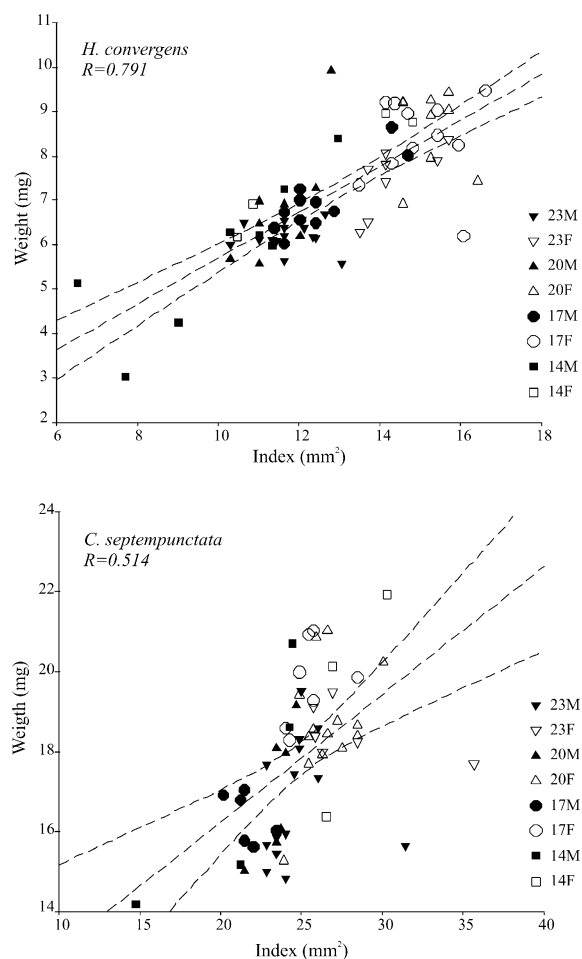 11
H. convergens
R=0.791
10
9
8
7
6
5
4
3
2
Weight (mg)
23M
23F
20M
20F
17M
17F
14M
14F
6 8 10 12 14 16 18
Index (mm²)
24
C. septempunctata
R=0.514
22
20
18
16
14
Weigth (mg)
23M
23F
20M
20F
17M
17F
14M
14F
10 15 20 25 30 35 40
Index (mm²)